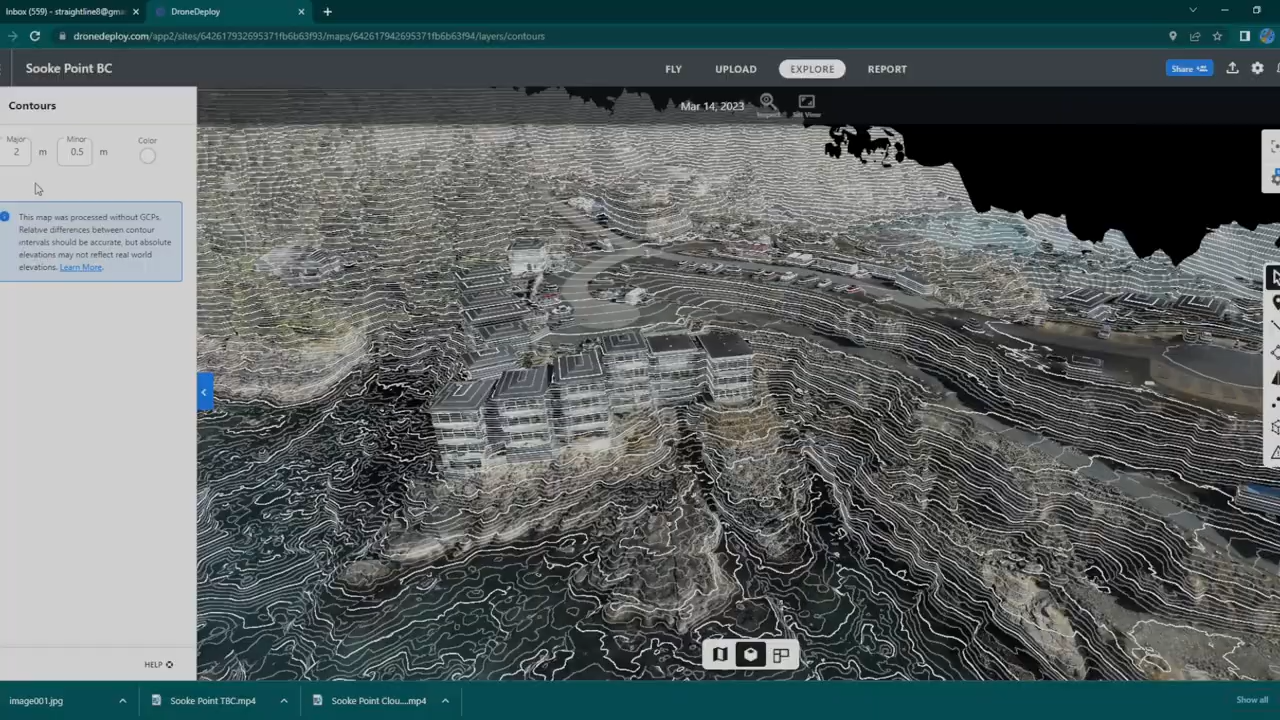 Inbox (559) - straightline8@gma
DroneDeploy
dronedeploy.com/app2/sites/642617932695371fb6b63f93/maps/642617942695371fb6b63f94/layers/contours
Sooke Point BC
FLY
UPLOAD
EXPLORE
REPORT
Share
Contours
Mar 14, 2023
Inspect
Major
Minor
Color
2
m
0.5
m
This map was processed without GCPs.
Relative differences between contour
intervals should be accurate, but absolute
elevations may not reflect real world
elevations. Learn More.
HELP
image001.jpg
Sooke Point TBC.mp4
Sooke Point Clou....mp4
Show all